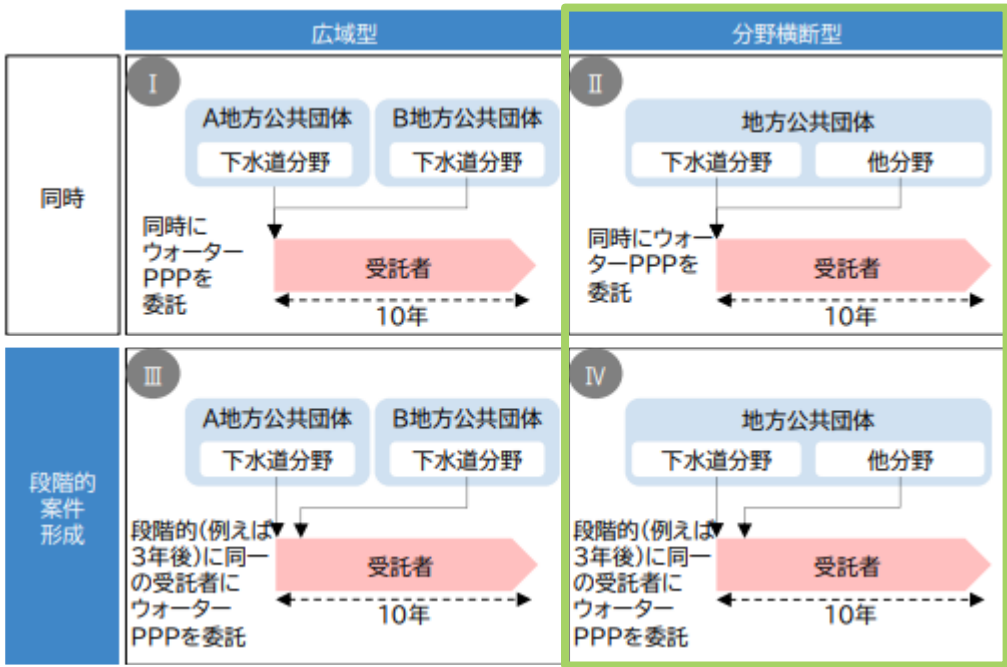 広域型
分野横断型
同時
Ⅰ
A地方公共団体
下水道分野
B地方公共団体
下水道分野
同時に
ウォーター
PPPを
委託
受託者
10年
Ⅱ
地方公共団体
下水道分野
他分野
同時にウォー
ターPPPを
委託
受託者
10年
段階的
案件
形成
Ⅲ
A地方公共団体
下水道分野
B地方公共団体
下水道分野
段階的(例えば
3年後)に同一
の受託者に
ウォーター
PPPを委託
受託者
10年
Ⅳ
地方公共団体
下水道分野
他分野
段階的(例えば
3年後)に同一
の受託者に
ウォーター
PPPを委託
受託者
10年